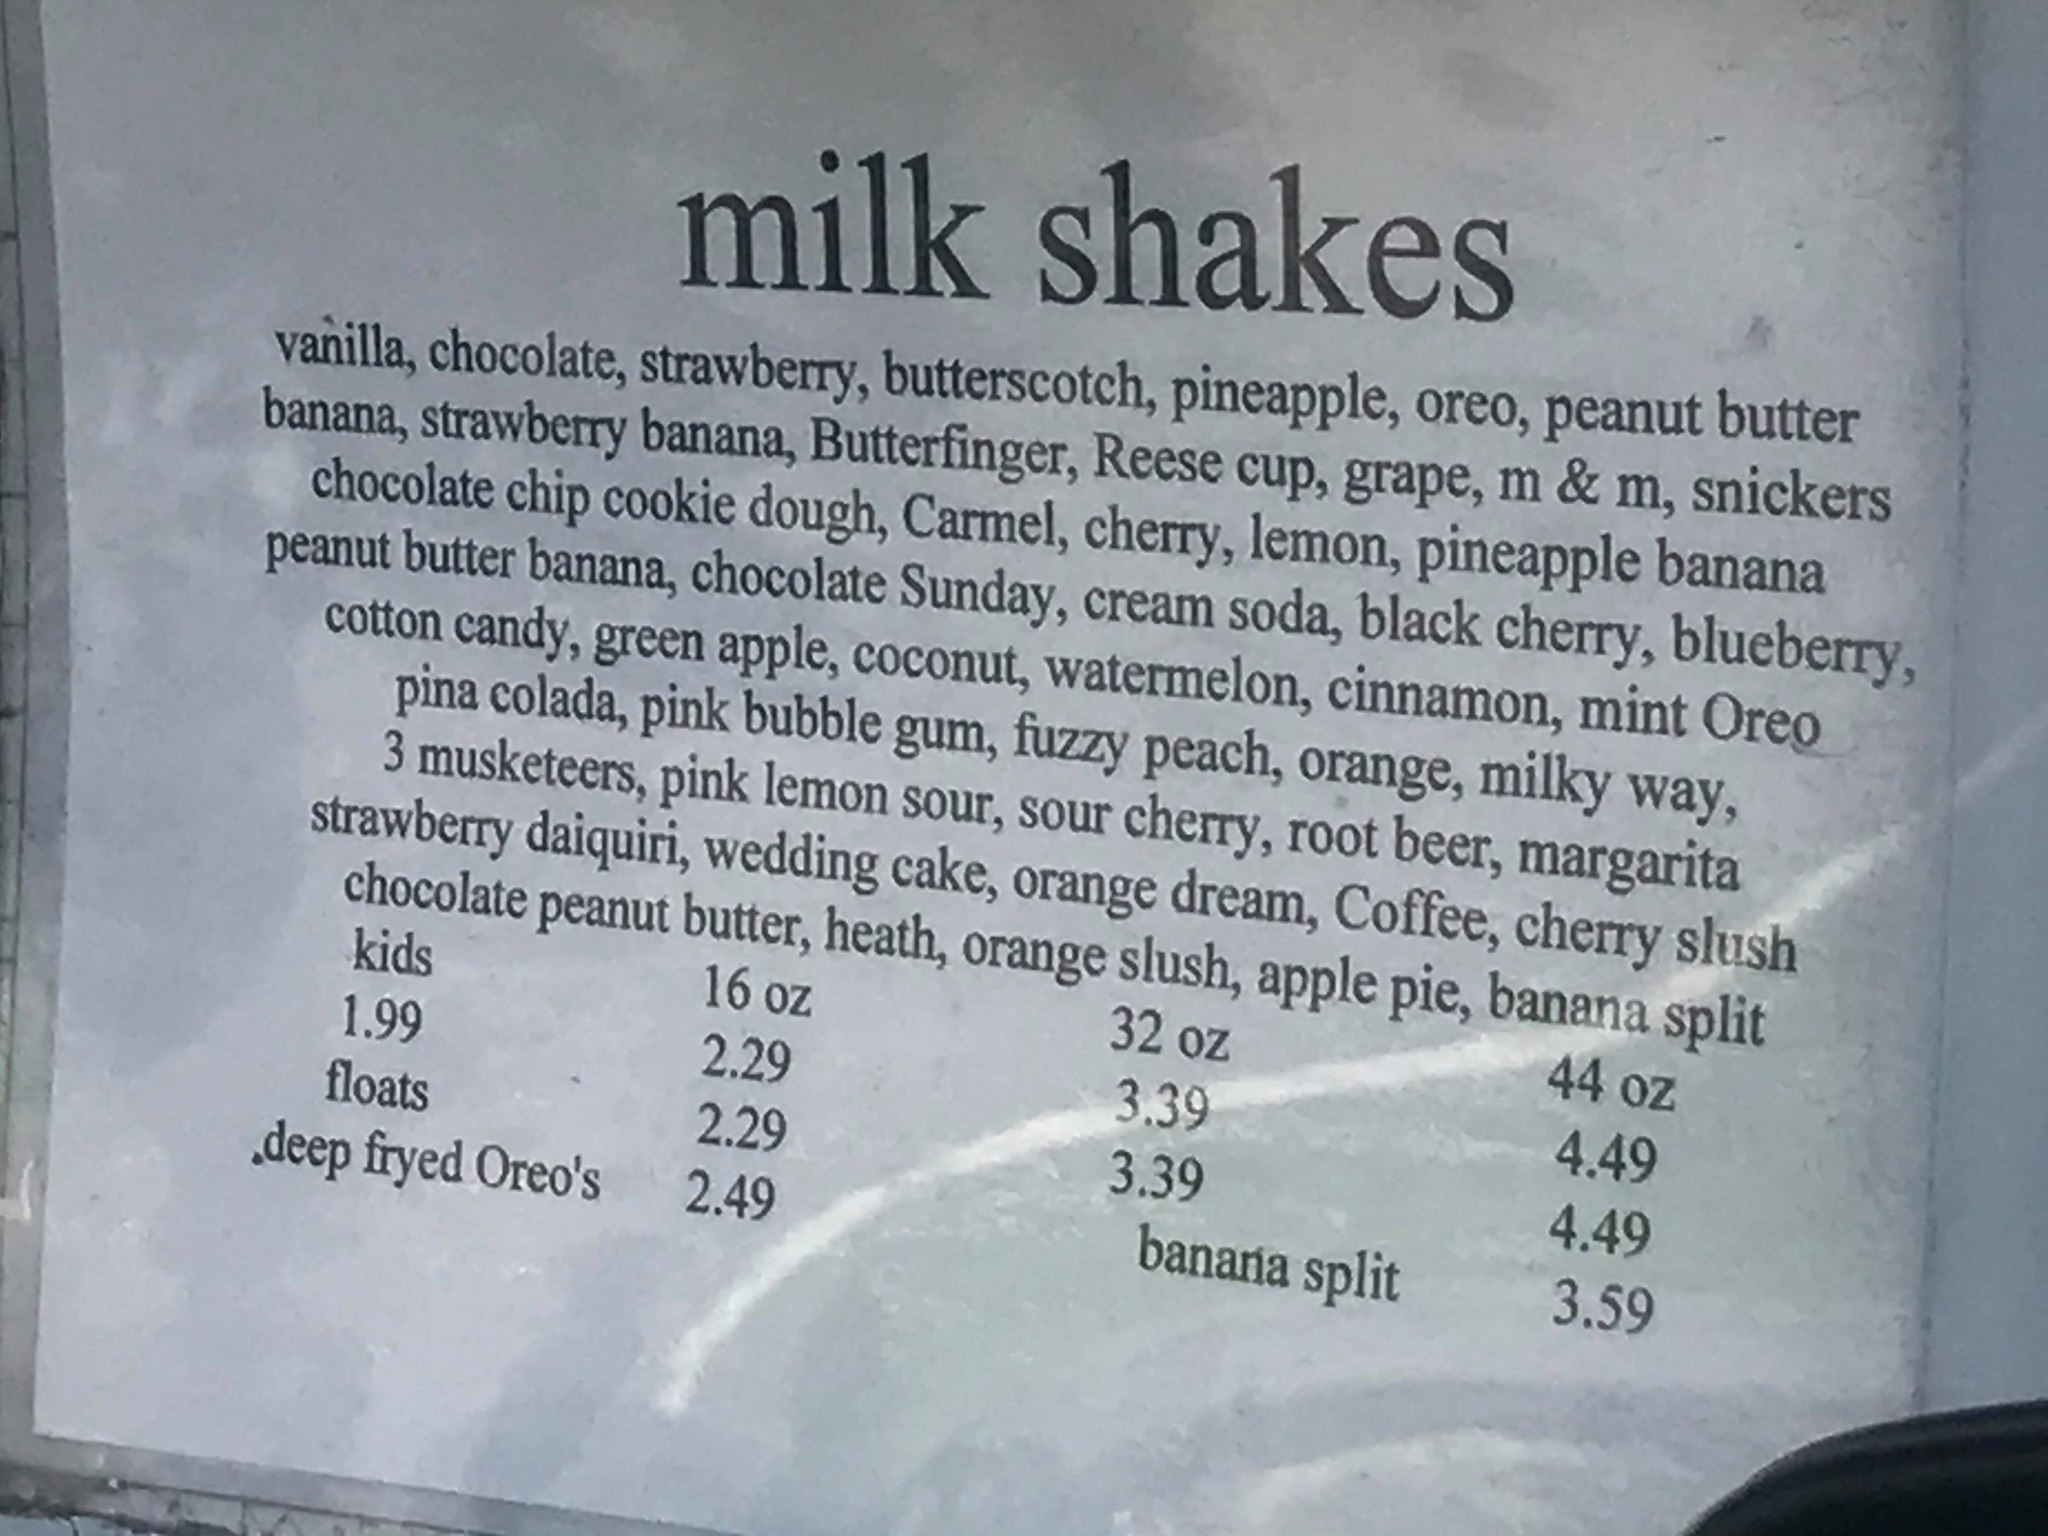 milk shakes
vanilla, chocolate, strawberry, butterscotch, pineapple, oreo, peanut butter
banana, strawberry banana, Butterfinger, Reese cup, grape, m & m, snickers
chocolate chip cookie dough, Carmel, cherry, lemon, pineapple banana
peanut butter banana, chocolate Sunday, cream soda, black cherry, blueberry,
cotton candy, green apple, coconut, watermelon, cinnamon, mint Oreo
pina colada, pink bubble gum, fuzzy peach, orange, milky way,
3 musketeers, pink lemon sour, sour cherry, root beer, margarita
strawberry daiquiri, wedding cake, orange dream, Coffee, cherry slush
chocolate peanut butter, heath, orange slush, apple pie, banana split
kids 16 oz 32 oz 44 oz
1.99 2.29 3.39 4.49
floats 2.29 3.39 4.49
.deep fryed Oreo's 2.49 banana split 3.59